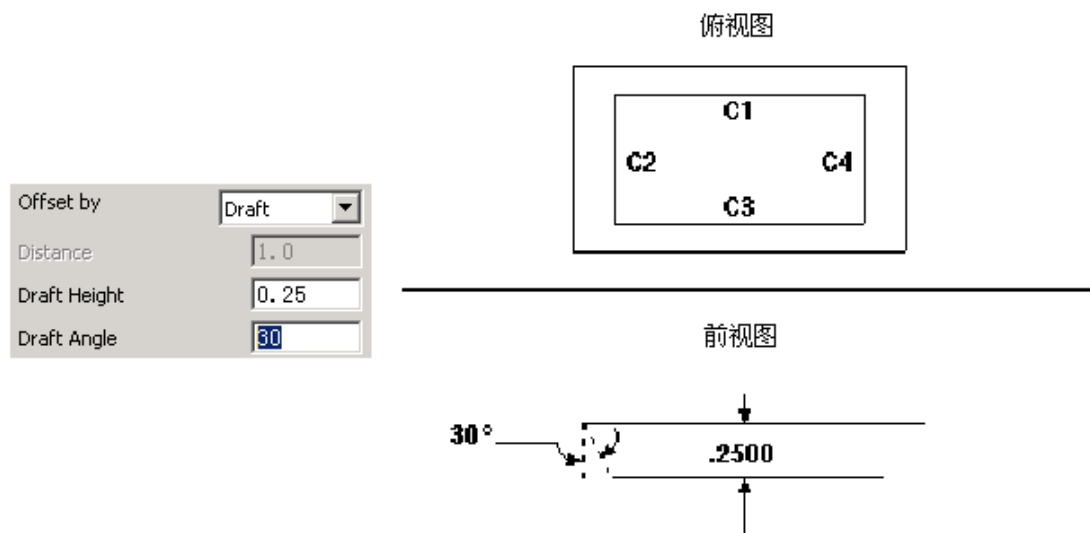 俯视图
C1
C2 C4
C3
Offset by Draft
Distance 1.0
Draft Height 0.25
Draft Angle 30
前视图
30°
.2500